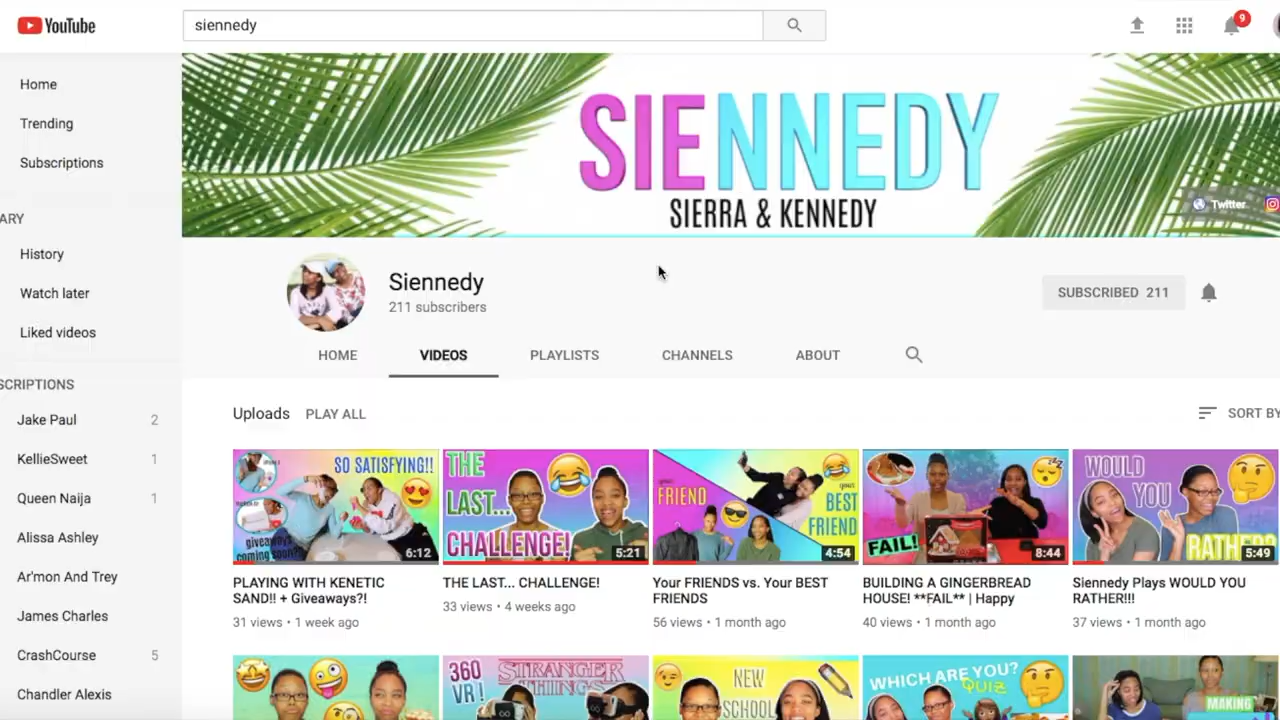 YouTube
siennedy
9
Home
Trending
Subscriptions
ARY
History
Watch later
Liked videos
SCRIPTIONS
Jake Paul 2
KellieSweet 1
Queen Naija 1
Alissa Ashley
Ar'mon And Trey
James Charles
CrashCourse 5
Chandler Alexis
SIENNEDY
SIERRA & KENNEDY
Twitter
Siennedy
211 subscribers
SUBSCRIBED 211
HOME VIDEOS PLAYLISTS CHANNELS ABOUT
Uploads PLAY ALL
SORT BY
SO SATISFYING!!
giveaways
coming soon?!
6:12
PLAYING WITH KENETIC
SAND!! + Giveaways?!
31 views • 1 week ago
THE
LAST...
CHALLENGE!
5:21
THE LAST... CHALLENGE!
33 views • 4 weeks ago
your
FRIEND
your
BEST
FRIEND
4:54
Your FRIENDS vs. Your BEST
FRIENDS
56 views • 1 month ago
FAIL!
8:44
BUILDING A GINGERBREAD
HOUSE! **FAIL** | Happy
40 views • 1 month ago
WOULD
YOU
RATHER
5:49
Siennedy Plays WOULD YOU
RATHER!!!
37 views • 1 month ago
360
VR!
STRANGER
THINGS
NEW
SCHOOL
WHICH ARE YOU?
QUIZ
MAKING